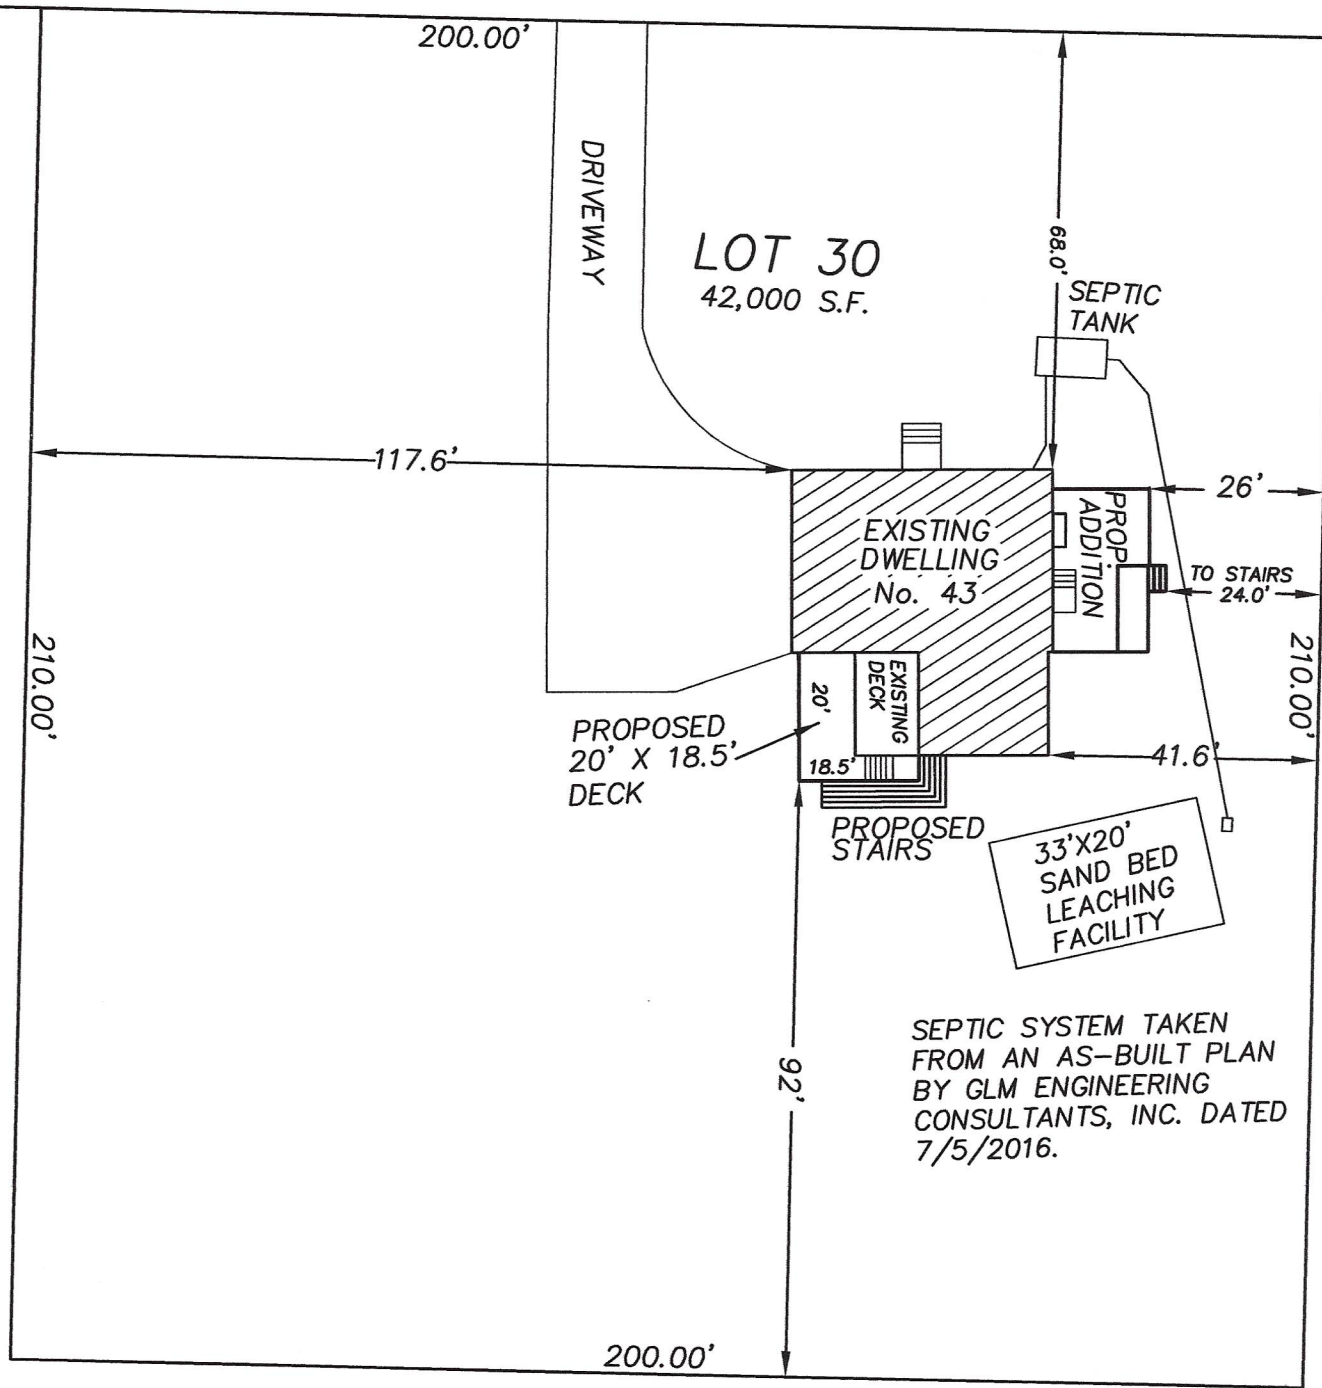 200.00'
DRIVEWAY
LOT 30
42,000 S.F.
68.0'
SEPTIC
TANK
117.6'
26'
EXISTING
DWELLING
No. 43
PROP.
ADDITION
TO STAIRS
24.0'
210.00'
210.00'
EXISTING
DECK
20'
18.5'
PROPOSED
20' X 18.5'
DECK
41.6'
PROPOSED
STAIRS
33'X20'
SAND BED
LEACHING
FACILITY
92'
SEPTIC SYSTEM TAKEN
FROM AN AS-BUILT PLAN
BY GLM ENGINEERING
CONSULTANTS, INC. DATED
7/5/2016.
200.00'